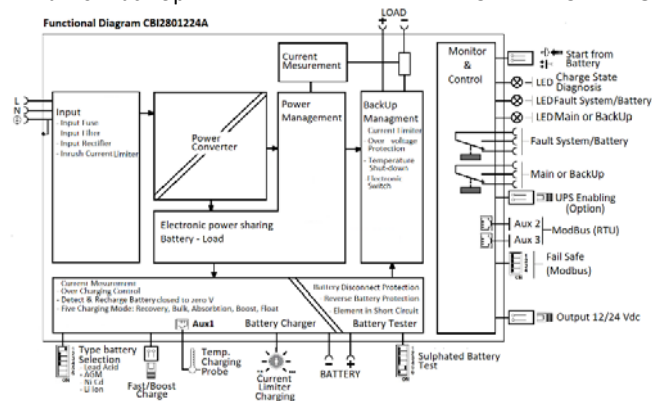 LOAD
Functional Diagram CBI2801224A
+ -
Current
Mesurement
Monitor
&
Control
Start from
Battery
LED Charge State
Diagnosis
LED Fault System/Battery
LED Main or BackUp
Fault System/Battery
Main or BackUp
UPS Enabling
(Option)
Aux 2
ModBus (RTU)
Aux 3
Fail Safe
(Modbus)
Output 12/24 Vdc
L
N
Input
- Input Fuse
- Input Filter
- Input Rectifier
- Inrush Current Limiter
Power
Converter
Power
Management
BackUp
Managment
- Current Limiter
- Over voltage
Protection
- Temperature
Shut-down
- Electronic
Switch
Electronic power sharing
Battery - Load
Current Mesurement
- Over Charging Control
- Detect & Recharge Battery closed to zero V
- Five Charging Mode: Recovery, Bulk, Absorbtion, Boost, Float
Aux1
Battery Charger
Battery Disconnect Protection
Reverse Battery Protection
- Element in Short Circuit
Battery Tester
Type battery
Selection
- Lead Acid
- AGM
- Ni Cd
- Li Ion
Fast/Boost
Charge
Temp.
Charging
Probe
Current
Limiter
Charging
- +
BATTERY
Sulphated Battery
Test